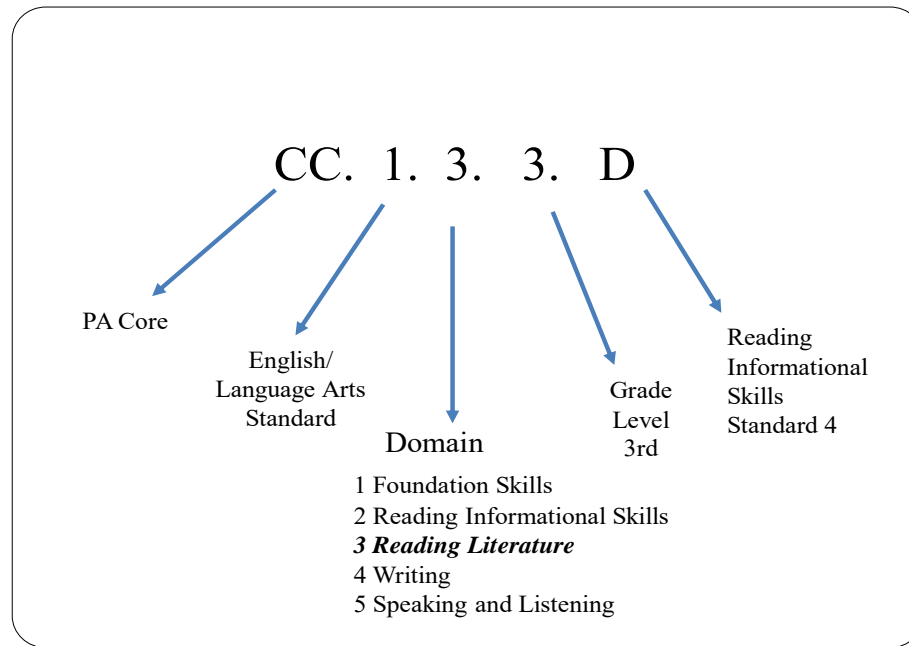 CC. 1. 3. 3. D
PA Core
English/
Language Arts
Standard
Domain
1 Foundation Skills
2 Reading Informational Skills
3 Reading Literature
4 Writing
5 Speaking and Listening
Grade
Level
3rd
Reading
Informational
Skills
Standard 4